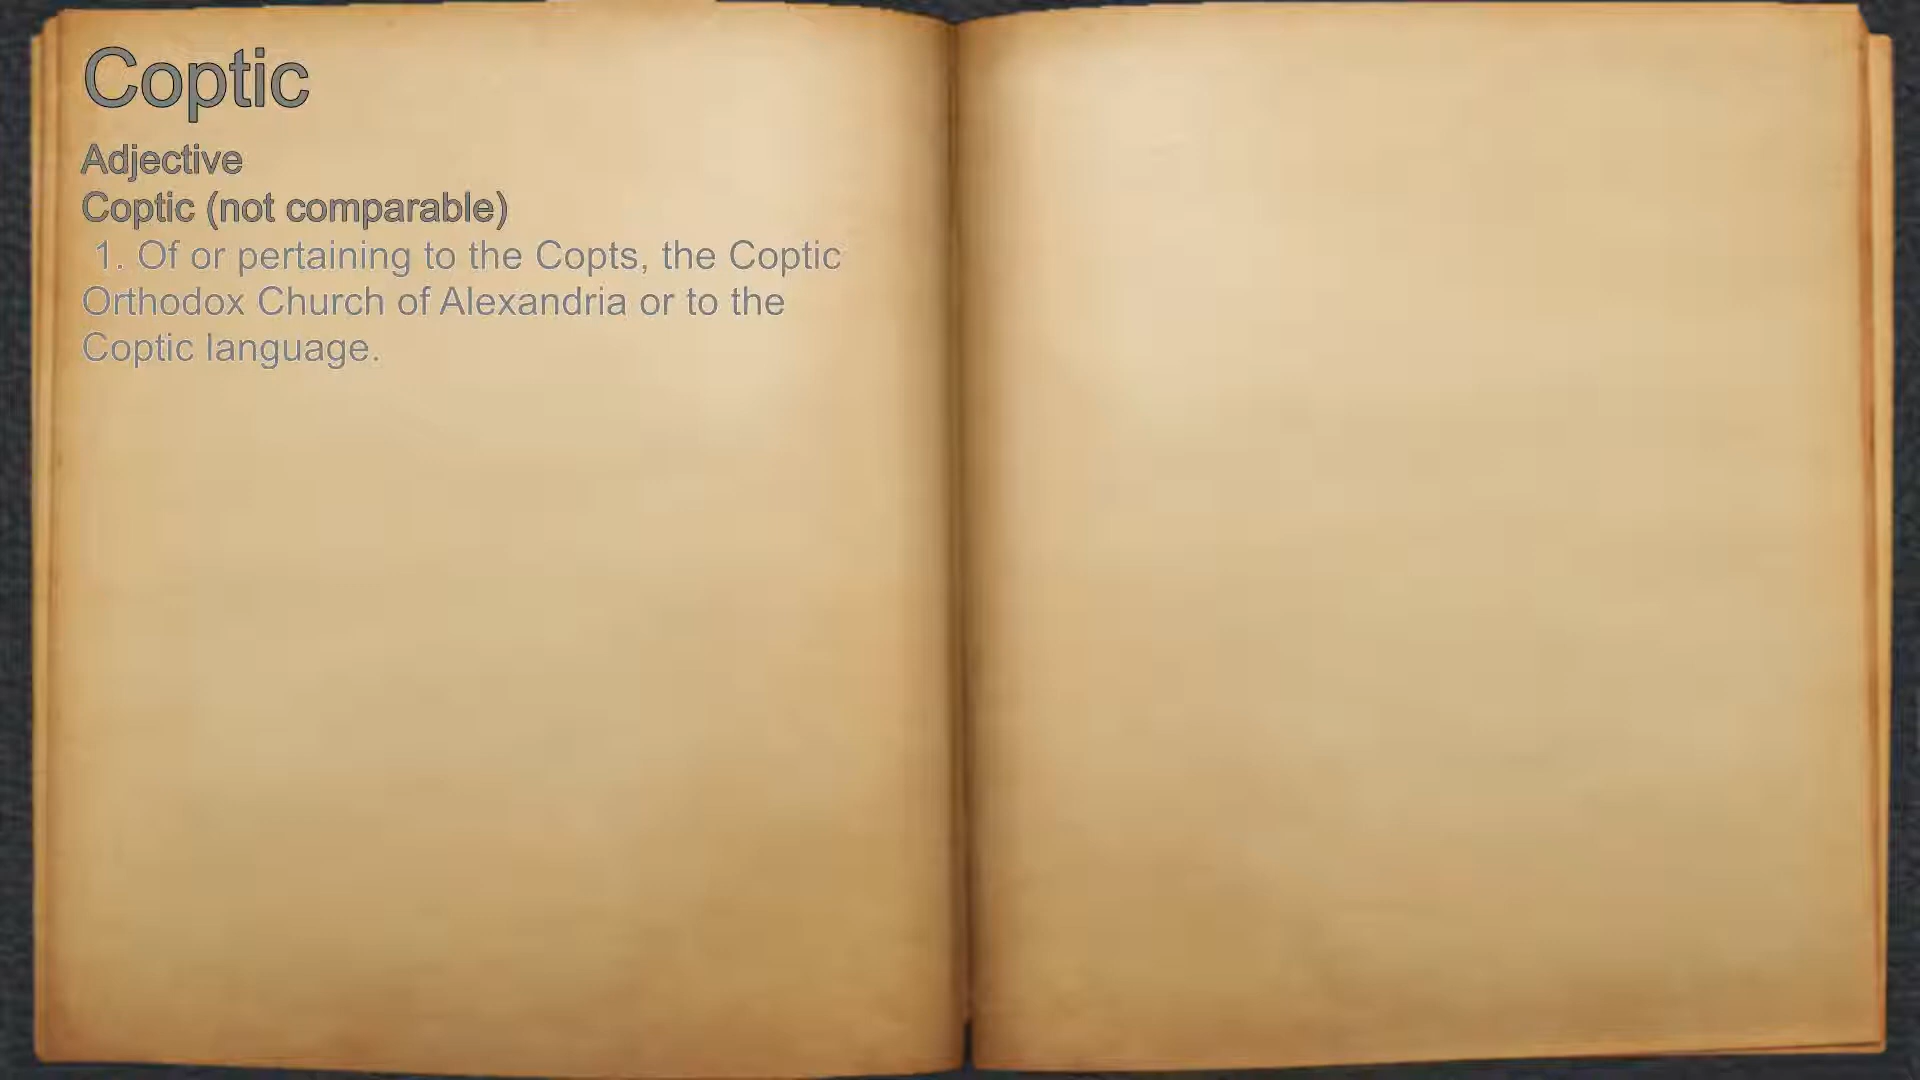 Coptic
Adjective
Coptic (not comparable)
1. Of or pertaining to the Copts, the Coptic
Orthodox Church of Alexandria or to the
Coptic language.